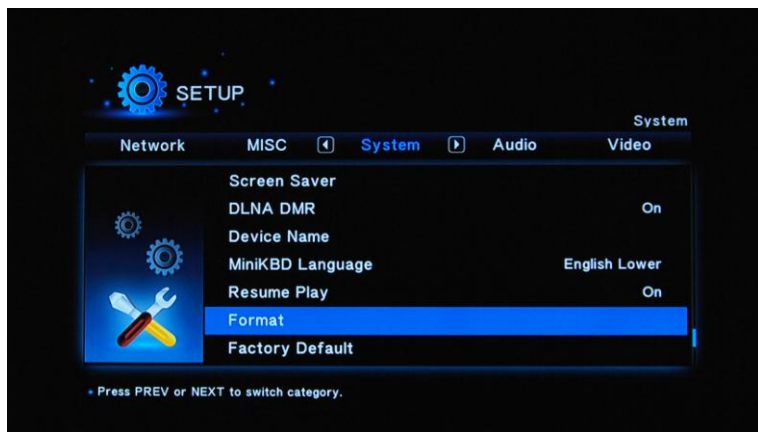 SETUP
System
Network MISC System Audio Video
Screen Saver
DLNA DMR On
Device Name
MiniKBD Language English Lower
Resume Play On
Format
Factory Default
Press PREV or NEXT to switch category.